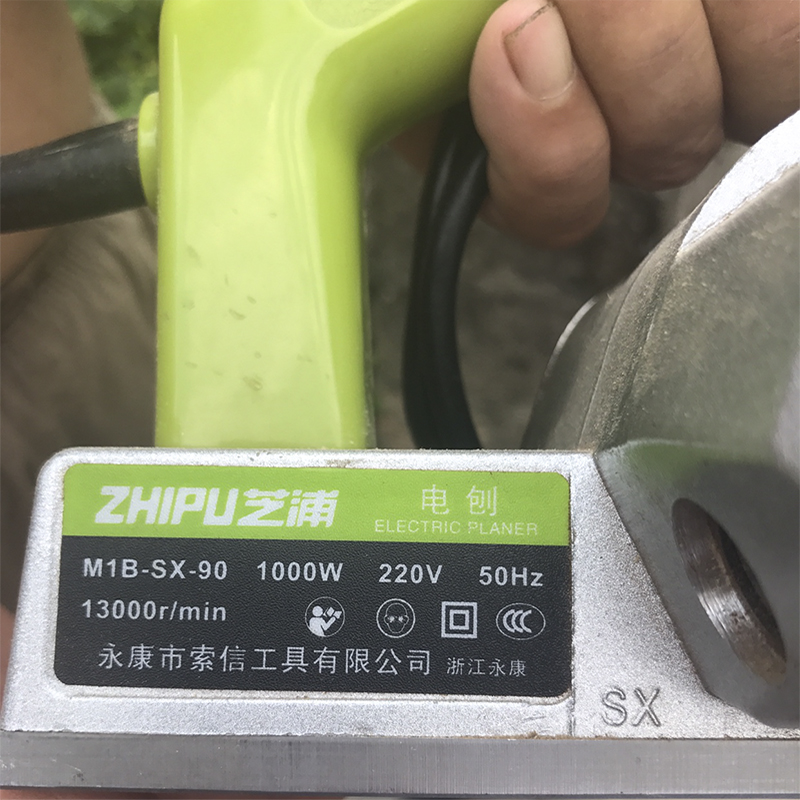 ZHIPU芝浦 电刨
ELECTRIC PLANER
M1B-SX-90 1000W 220V 50Hz
13000r/min
永康市索信工具有限公司 浙江永康
SX